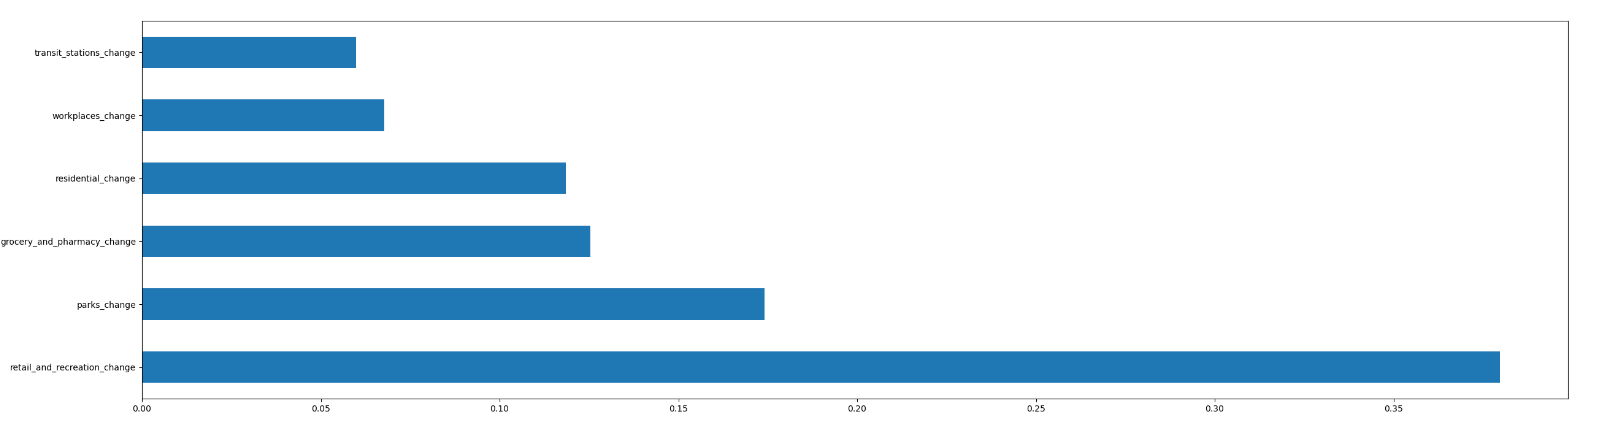 transit_stations_change
workplaces_change
residential_change
grocery_and_pharmacy_change
parks_change
retail_and_recreation_change
0.00 0.05 0.10 0.15 0.20 0.25 0.30 0.35